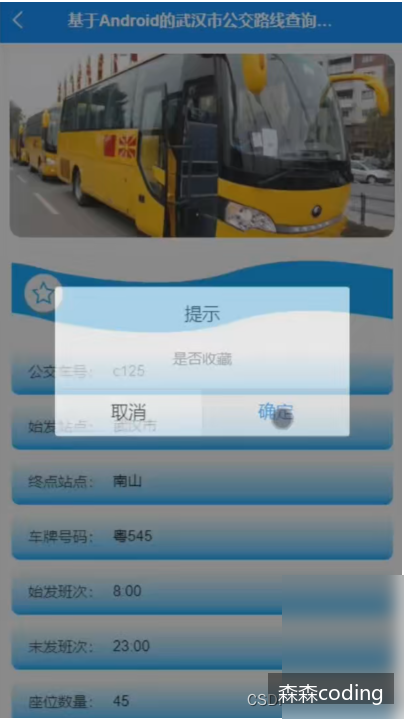 基于Android的武汉市公交路线查询...
提示
是否收藏
公交车号： c125
取消 确定
始发站点： 武汉市
终点站点： 南山
车牌号码： 粤545
始发班次： 8:00
末发班次： 23:00
座位数量： 45
CSD
森森coding